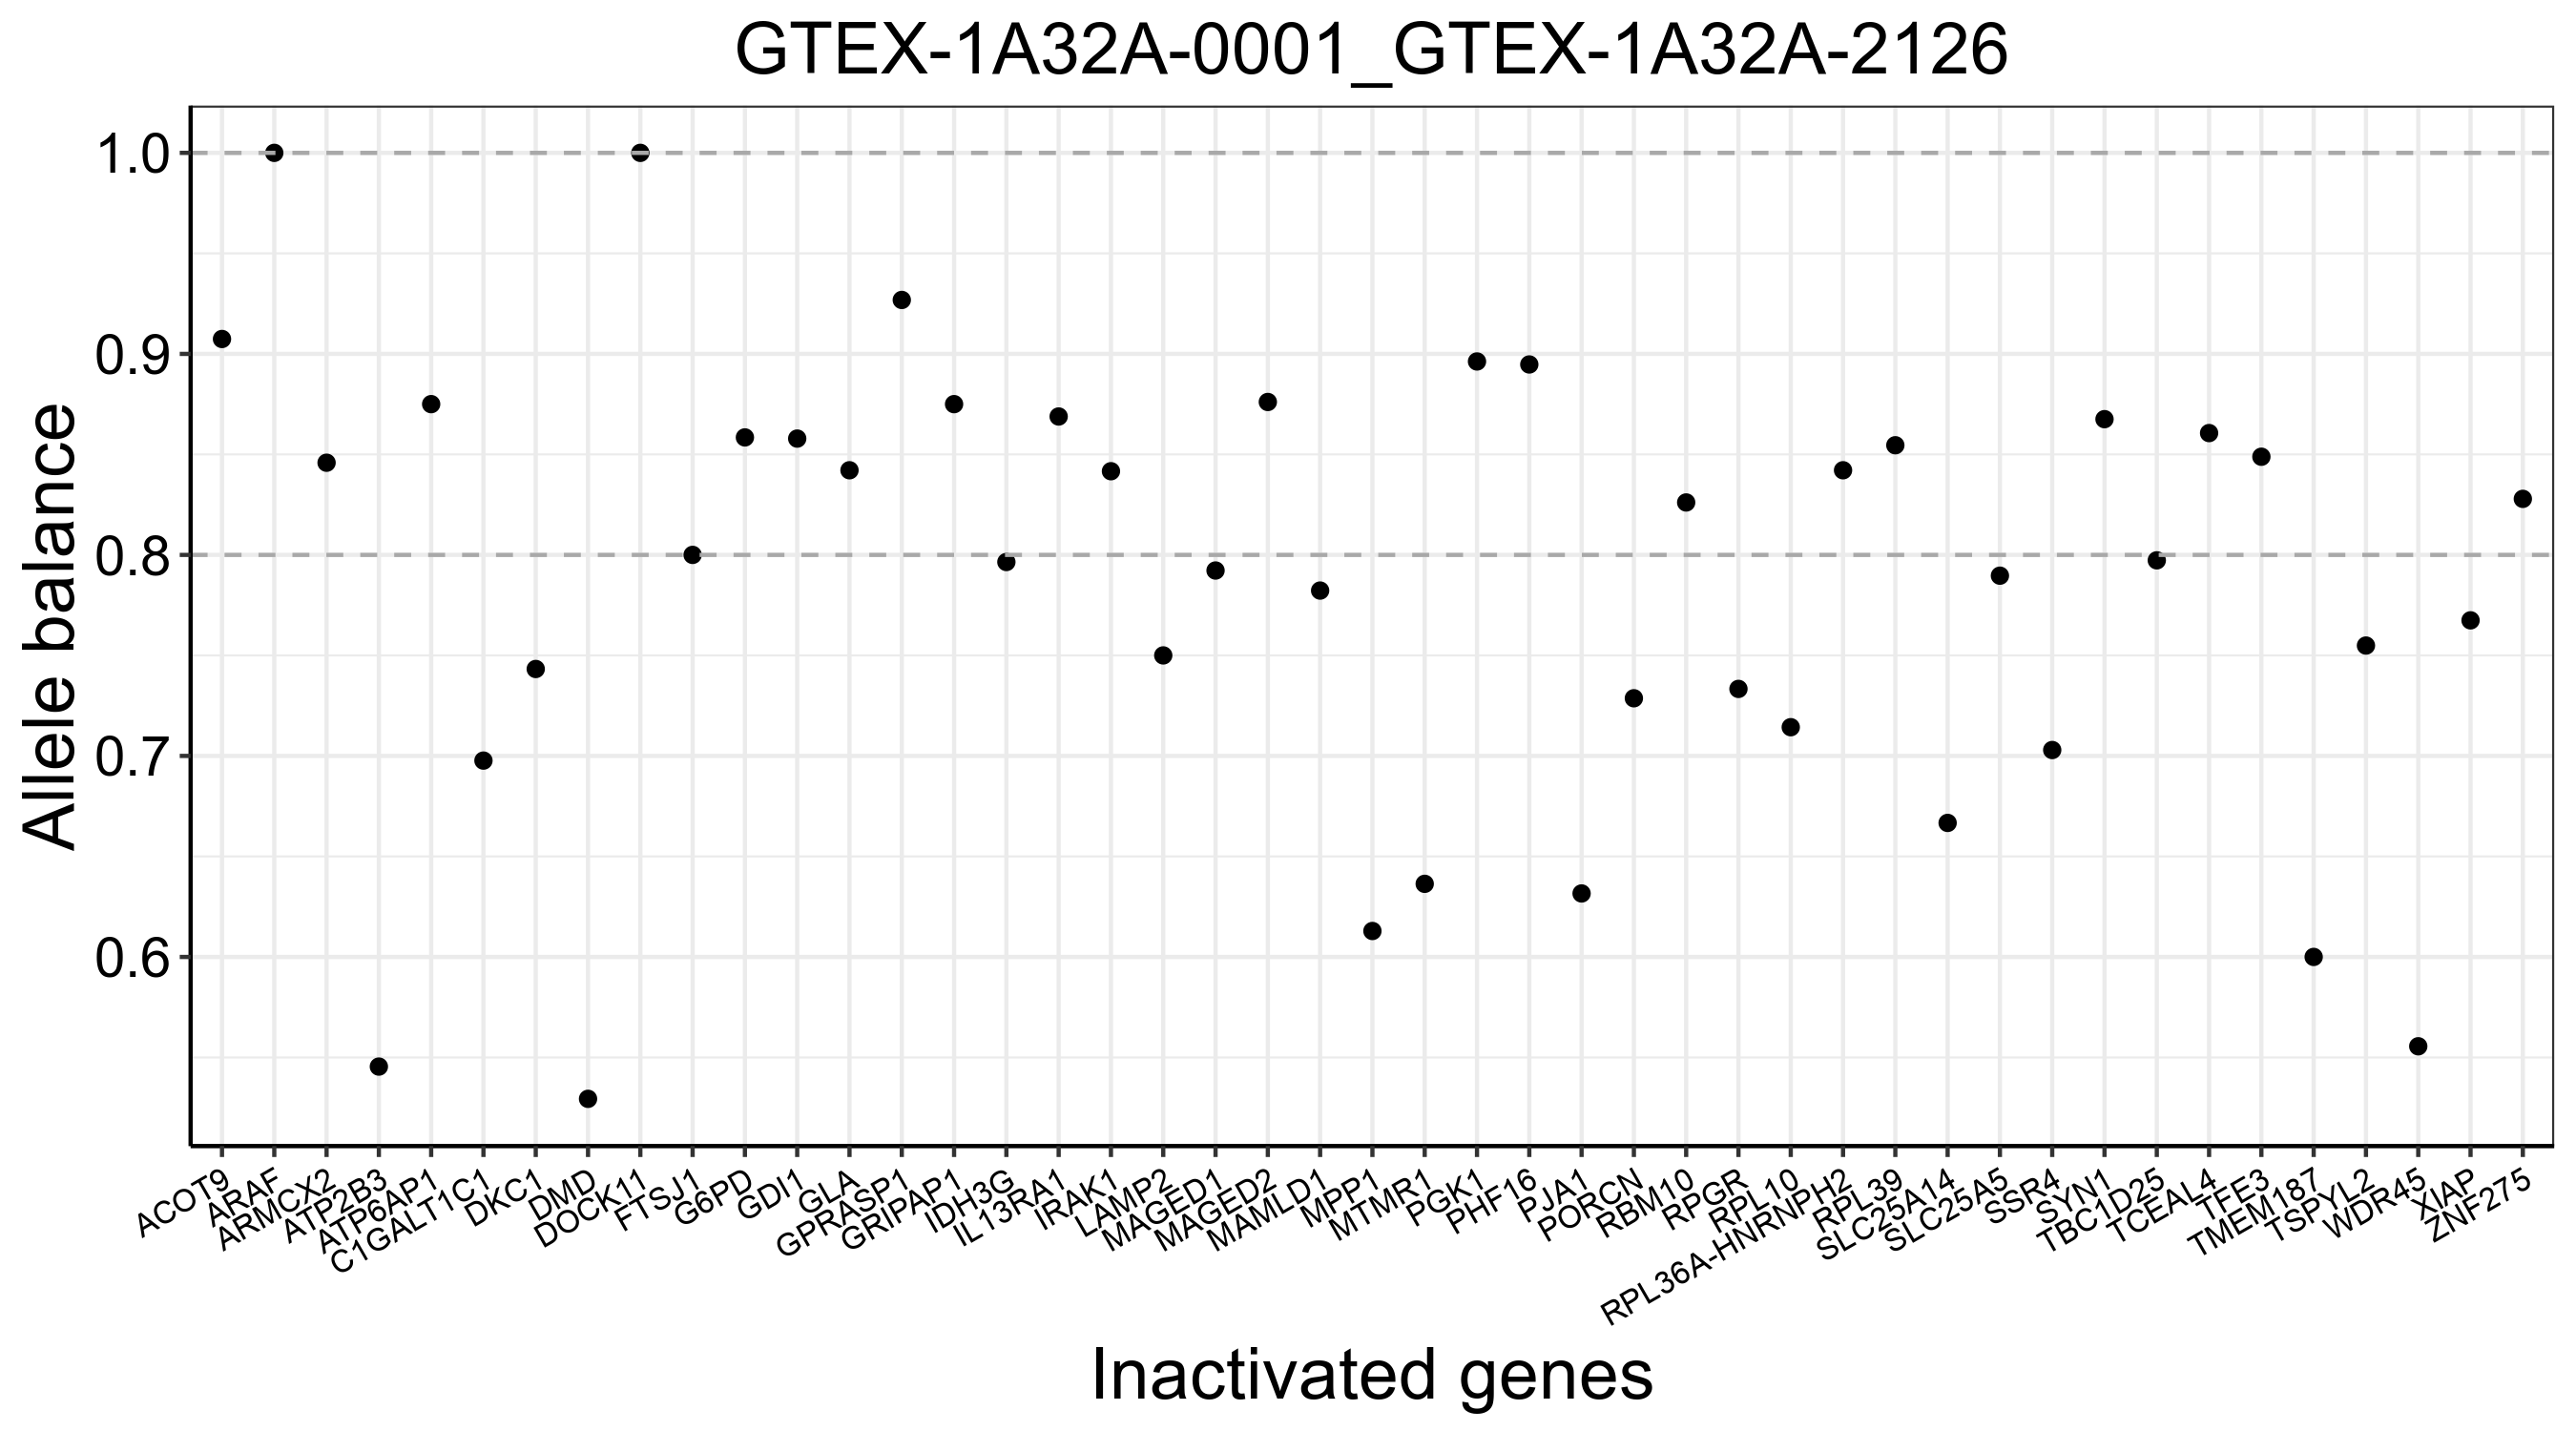 GTEX-1A32A-0001_GTEX-1A32A-2126
Allele balance
1.0
0.9
0.8
0.7
0.6
ACOT9
ARAF
ARMCX2
ATP2B3
ATP6AP1
C1GALT1C1
DKC1
DMD
DOCK11
FTSJ1
G6PD
GDI1
GLA
GPRASP1
GRIPAP1
IDH3G
IL13RA1
IRAK1
LAMP2
MAGED1
MAGED2
MAMLD1
MPP1
MTMR1
PGK1
PHF16
PJA1
PORCN
RBM10
RPGR
RPL10
RPL36A-HNRNPH2
RPL39
SLC25A14
SLC25A5
SSR4
SYN1
TBC1D25
TCEAL4
TFE3
TMEM187
TSPYL2
WDR45
XIAP
ZNF275
Inactivated genes